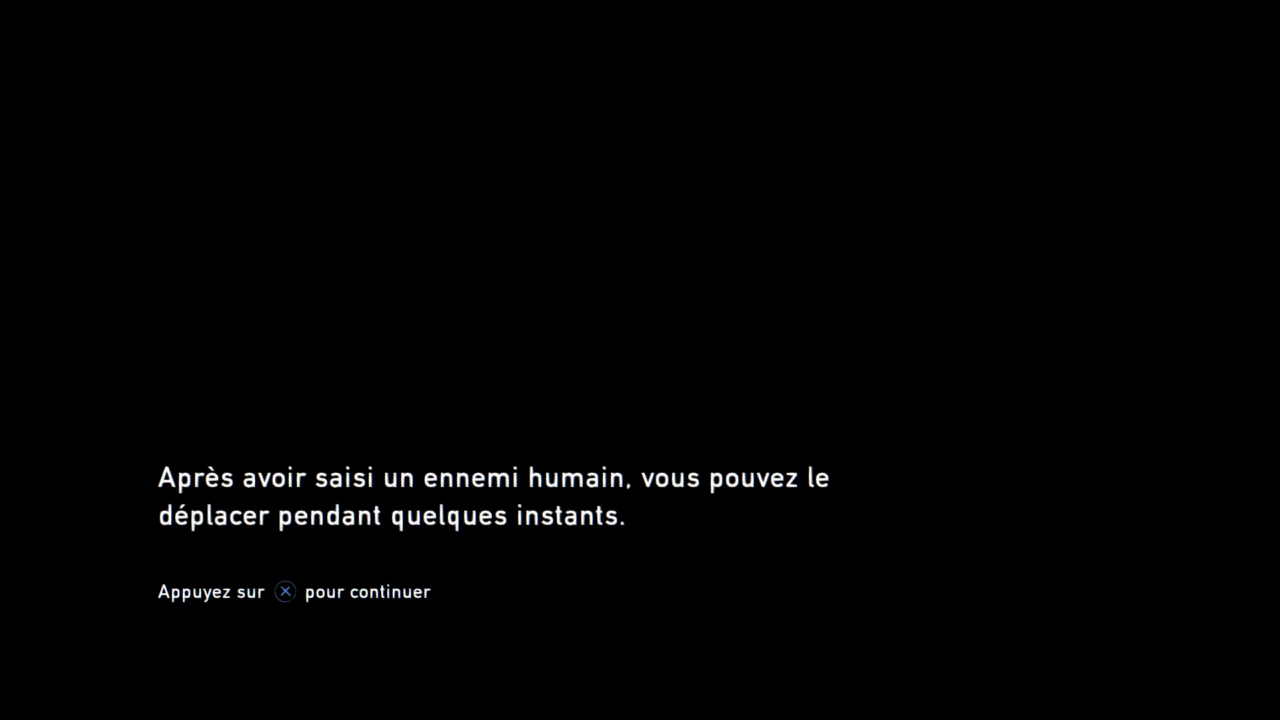 Après avoir saisi un ennemi humain, vous pouvez le
déplacer pendant quelques instants.
Appuyez sur ⓧ pour continuer